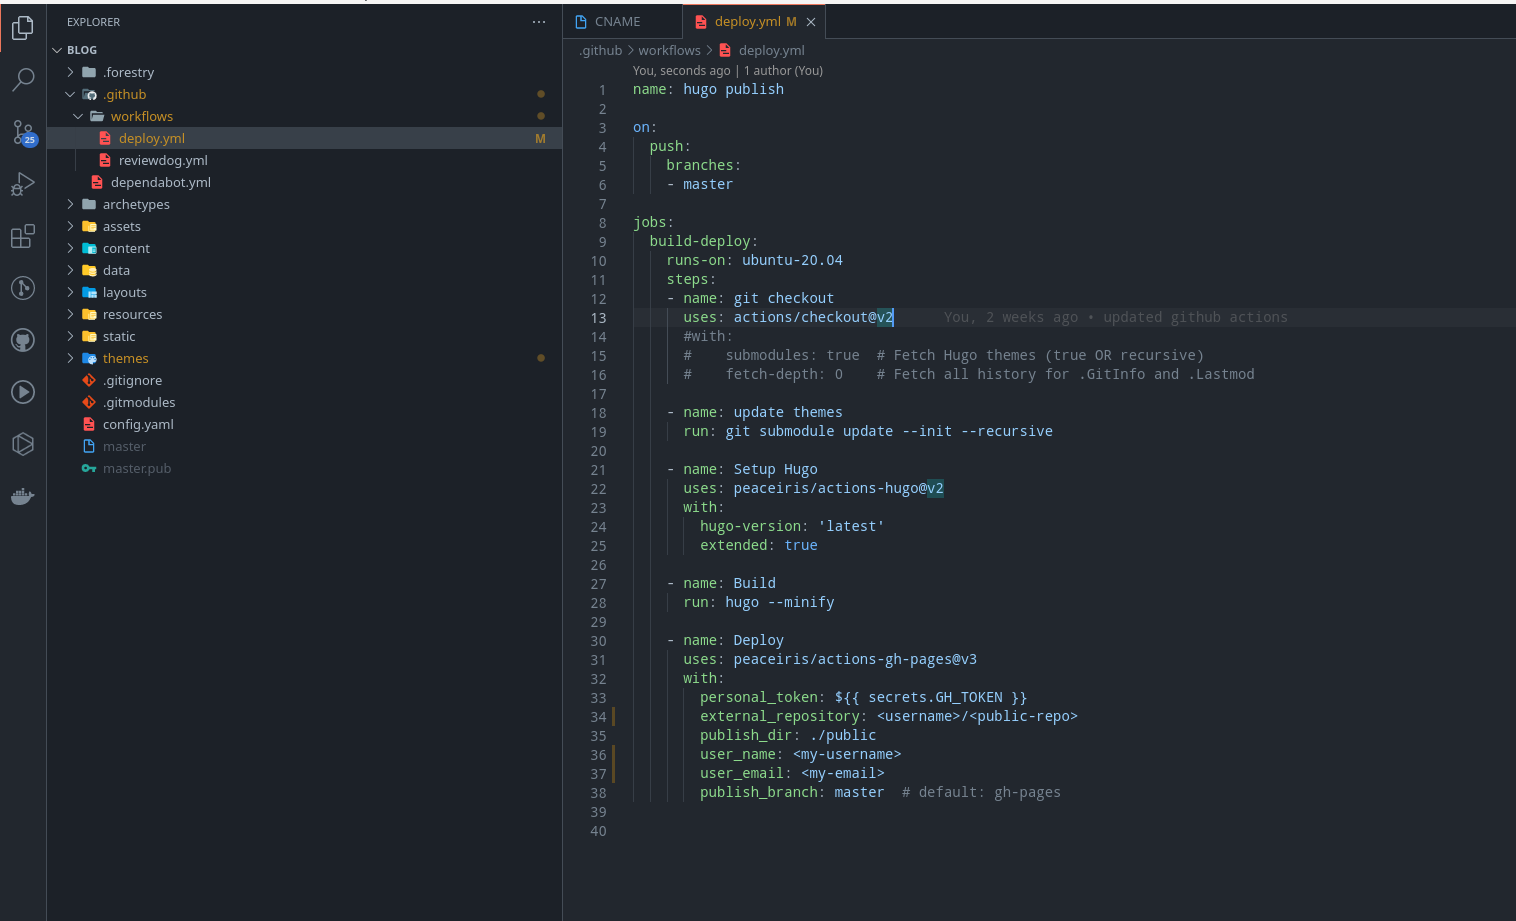 EXPLORER
BLOG
.forestry
.github
workflows
deploy.yml M
reviewdog.yml
dependabot.yml
archetypes
assets
content
data
layouts
resources
static
themes
.gitignore
.gitmodules
config.yaml
master
master.pub
25
CNAME
deploy.yml M
.github > workflows > deploy.yml
You, seconds ago | 1 author (You)
1 name: hugo publish
2
3 on:
4 push:
5 branches:
6 - master
7
8 jobs:
9 build-deploy:
10 runs-on: ubuntu-20.04
11 steps:
12 - name: git checkout
13 uses: actions/checkout@v2 You, 2 weeks ago • updated github actions
14 #with:
15 # submodules: true # Fetch Hugo themes (true OR recursive)
16 # fetch-depth: 0 # Fetch all history for .GitInfo and .Lastmod
17
18 - name: update themes
19 run: git submodule update --init --recursive
20
21 - name: Setup Hugo
22 uses: peaceiris/actions-hugo@v2
23 with:
24 hugo-version: 'latest'
25 extended: true
26
27 - name: Build
28 run: hugo --minify
29
30 - name: Deploy
31 uses: peaceiris/actions-gh-pages@v3
32 with:
33 personal_token: ${{ secrets.GH_TOKEN }}
34 external_repository: <username>/<public-repo>
35 publish_dir: ./public
36 user_name: <my-username>
37 user_email: <my-email>
38 publish_branch: master # default: gh-pages
39
40